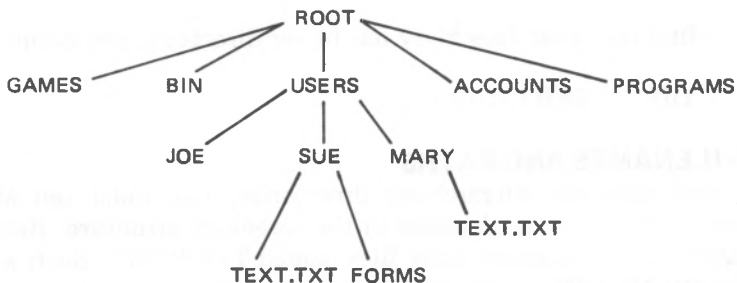 ROOT
GAMES BIN USERS ACCOUNTS PROGRAMS
JOE SUE MARY
TEXT.TXT
TEXT.TXT FORMS